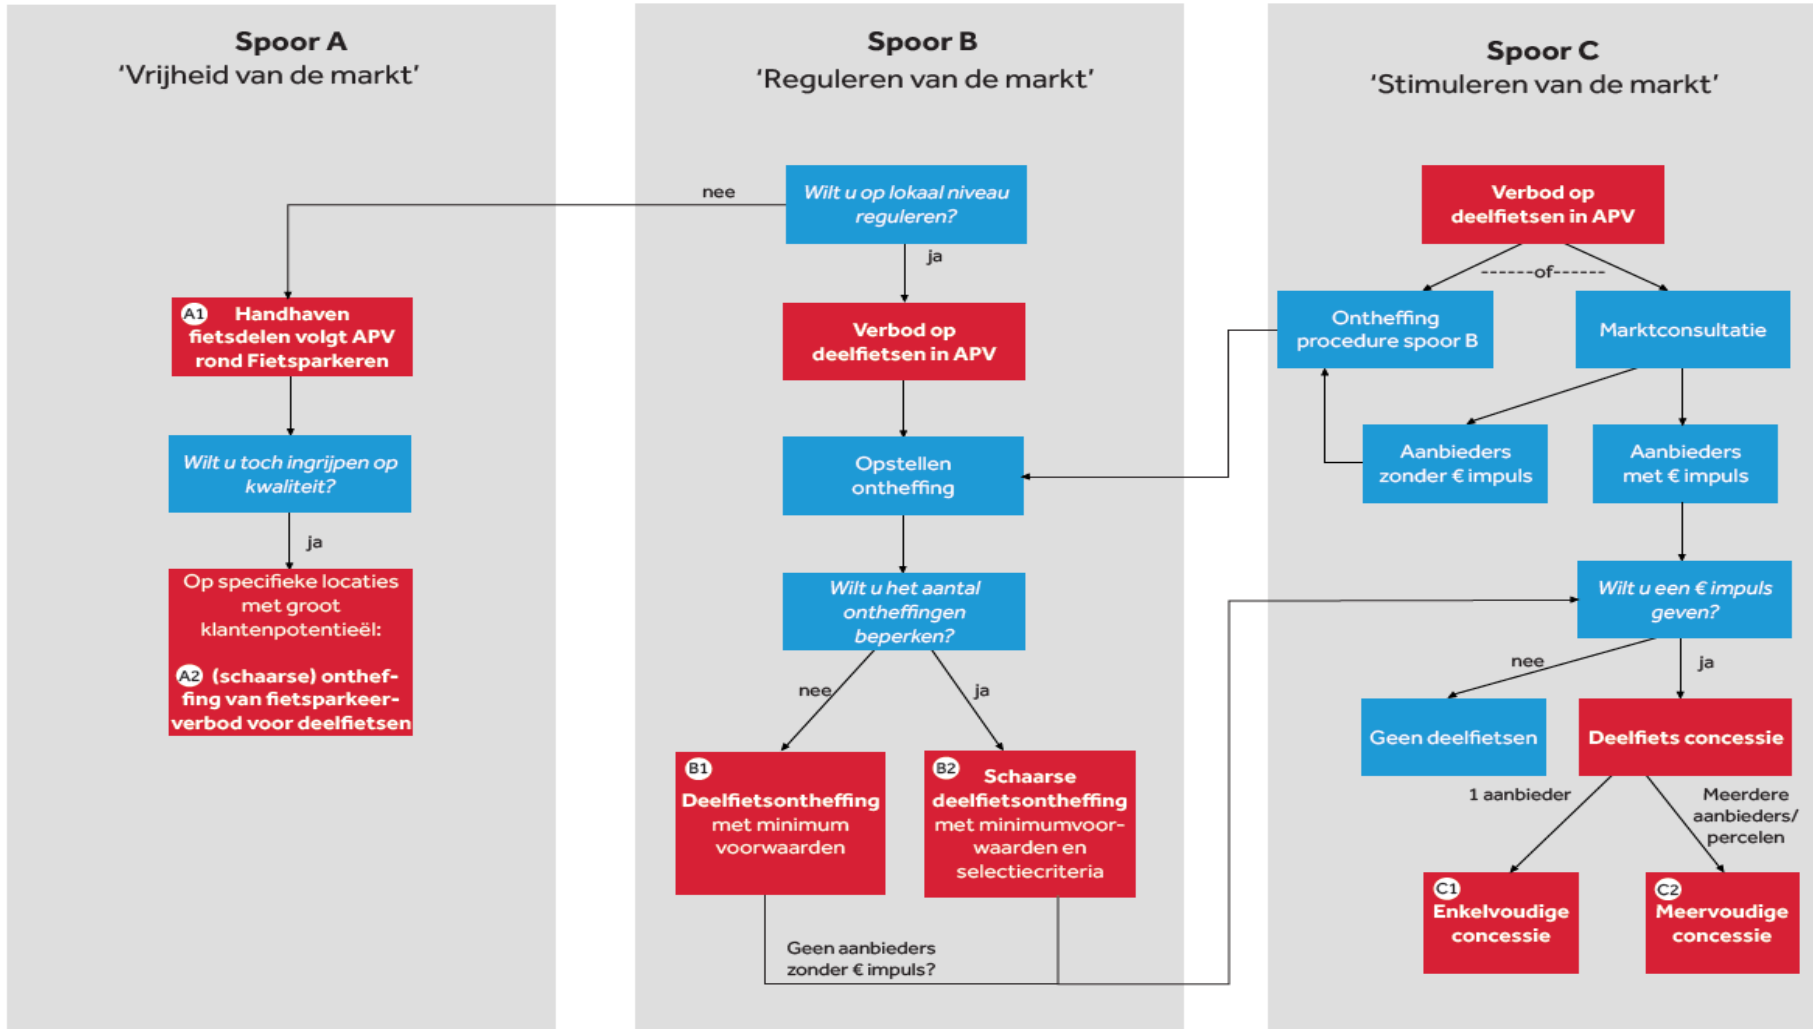 Spoor A
'Vrijheid van de markt'
nee
A1 Handhaven
fietsdelen volgt APV
rond Fietsparkeren
Wilt u toch ingrijpen op
kwaliteit?
ja
Op specifieke locaties
met groot
klantenpotentieël:
A2 (schaarse) onthef-
fing van fietsparkeer-
verbod voor deelfietsen
Spoor B
'Reguleren van de markt'
Wilt u op lokaal niveau
reguleren?
ja
Verbod op
deelfietsen in APV
Opstellen
ontheffing
Wilt u het aantal
ontheffingen
beperken?
nee
ja
B1
Deelfietsontheffing
met minimum
voorwaarden
B2
Schaarse
deelfietsontheffing
met minimumvoor-
waarden en
selectiecriteria
Geen aanbieders
zonder € impuls?
Spoor C
'Stimuleren van de markt'
Verbod op
deelfietsen in APV
------of------
Ontheffing
procedure spoor B
Marktconsultatie
Aanbieders
zonder € impuls
Aanbieders
met € impuls
Wilt u een € impuls
geven?
nee
ja
Geen deelfietsen
Deelfiets concessie
1 aanbieder
Meerdere
aanbieders/
percelen
C1
Enkelvoudige
concessie
C2
Meervoudige
concessie